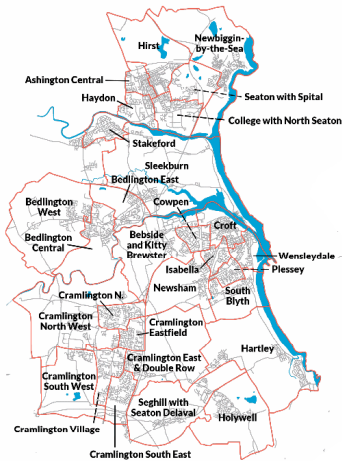 Hirst
Newbiggin-
by-the-Sea
Ashington Central
Haydon
Seaton with Spital
College with North Seaton
Stakeford
Sleekburn
Bedlington East
Cowpen
Bedlington
West
Croft
Bedlington
Central
Bebside
and Kitty
Brewster
Wensleydale
Isabella
Plessey
Newsham
South
Blyth
Cramlington N.
Cramlington
North West
Cramlington
Eastfield
Hartley
Cramlington East
& Double Row
Cramlington
South West
Seghill with
Seaton Delaval
Holywell
Cramlington Village
Cramlington South East